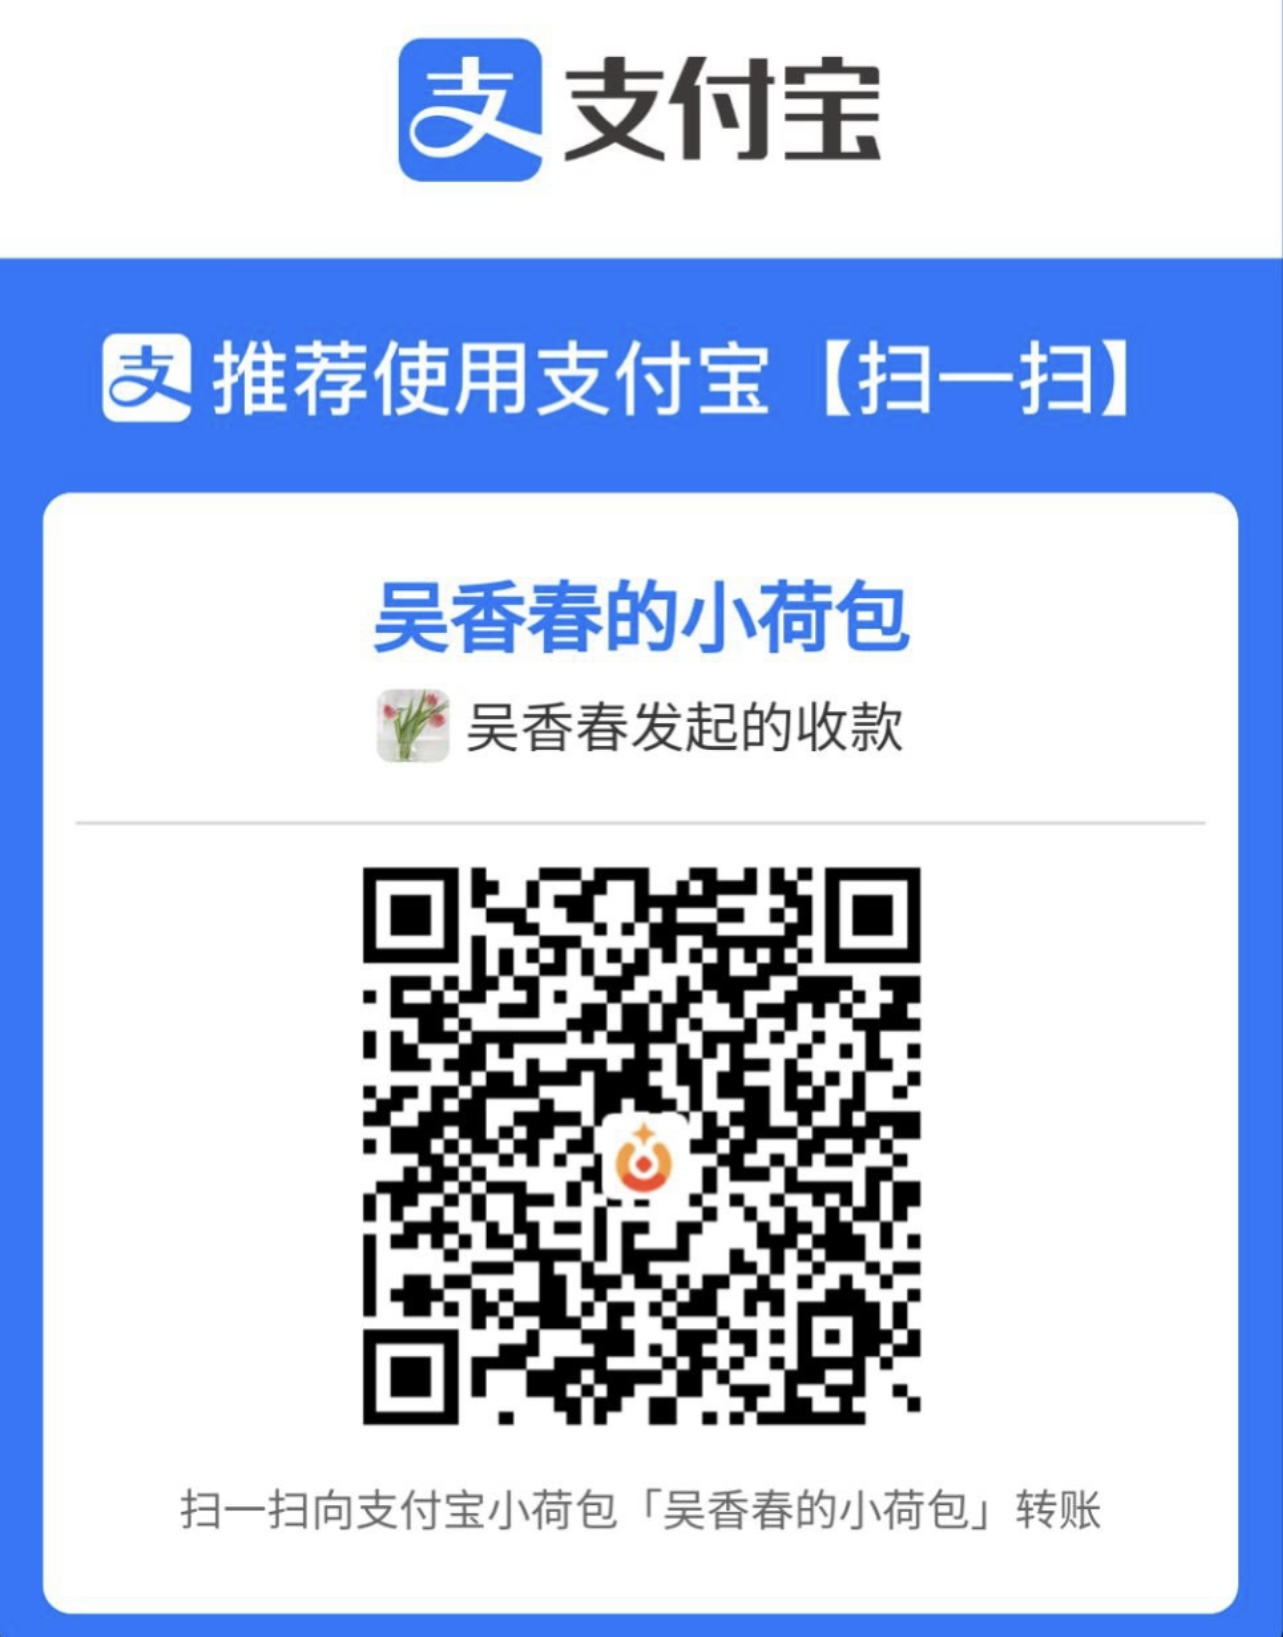 支付宝
推荐使用支付宝【扫一扫】
吴香春的小荷包
吴香春发起的收款
扫一扫向支付宝小荷包「吴香春的小荷包」转账